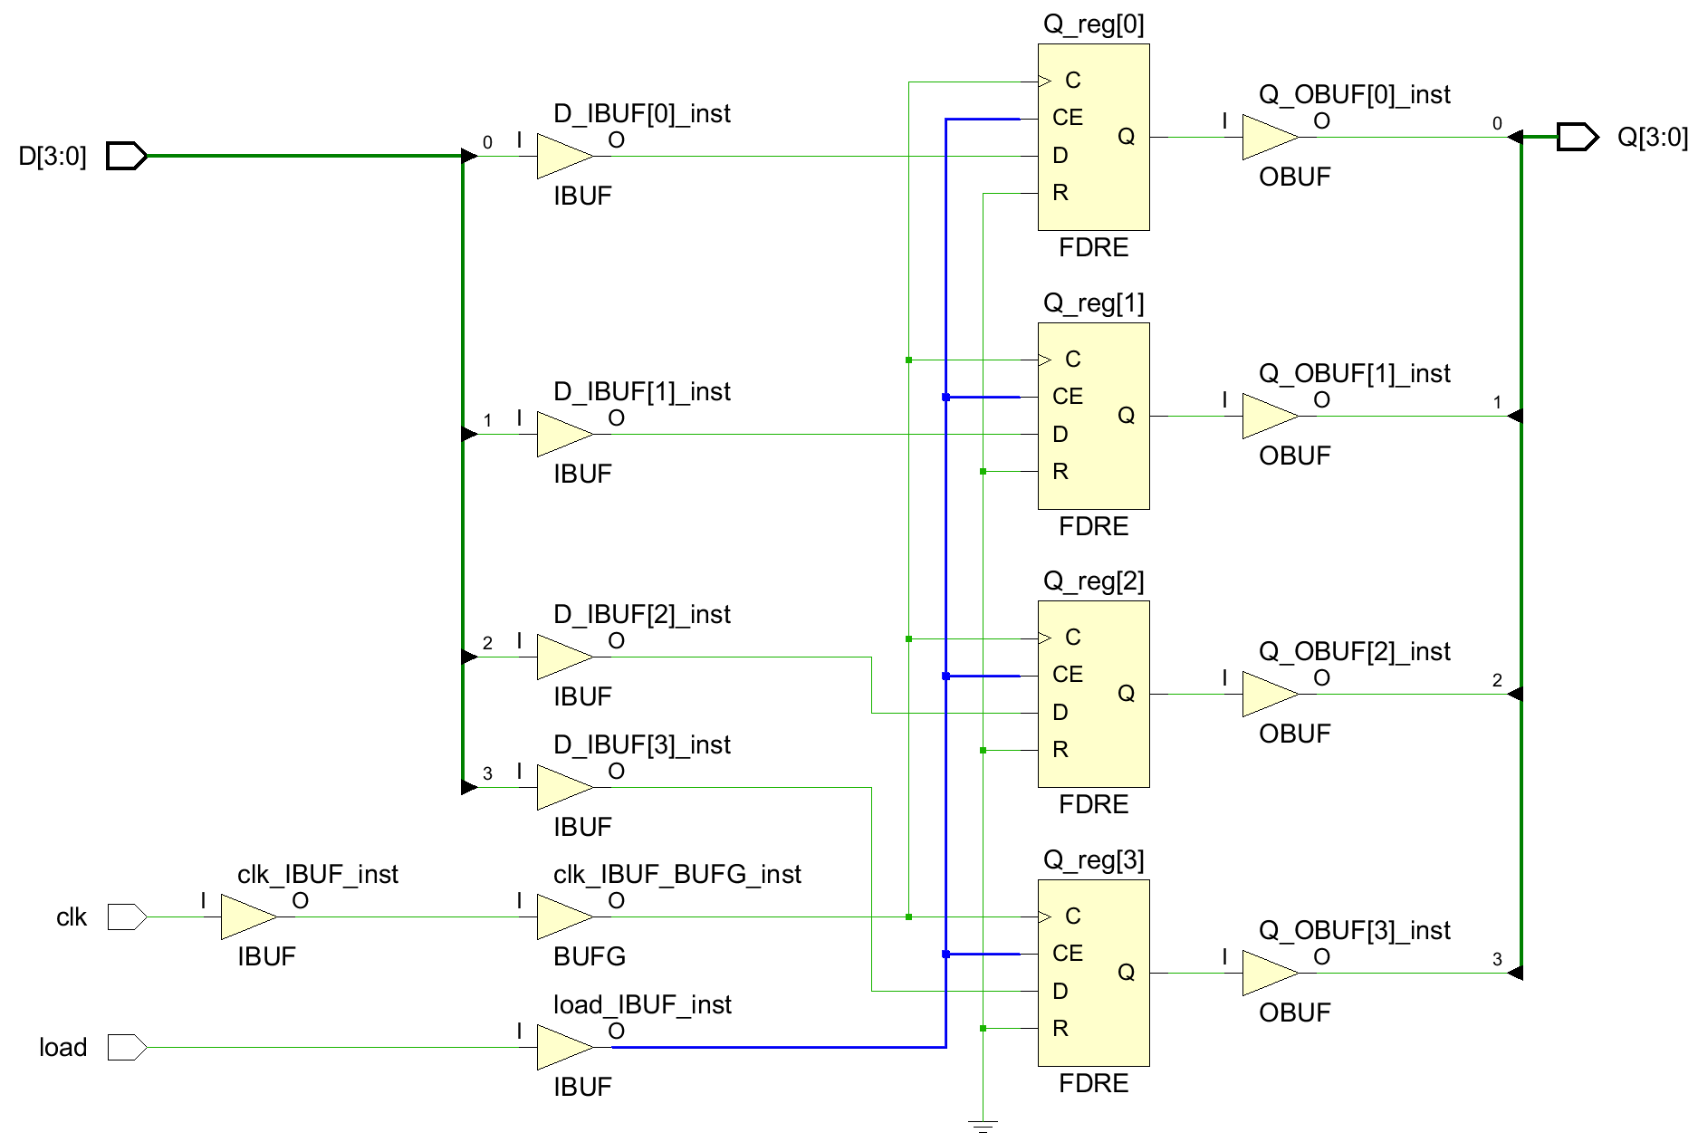 Q_reg[0]
C
CE
D
R
Q
FDRE
D[3:0]
0
I
D_IBUF[0]_inst
O
IBUF
I
Q_OBUF[0]_inst
O
OBUF
0
Q[3:0]
Q_reg[1]
C
CE
D
R
Q
FDRE
1
I
D_IBUF[1]_inst
O
IBUF
I
Q_OBUF[1]_inst
O
OBUF
1
Q_reg[2]
C
CE
D
R
Q
FDRE
2
I
D_IBUF[2]_inst
O
IBUF
I
Q_OBUF[2]_inst
O
OBUF
2
3
I
D_IBUF[3]_inst
O
IBUF
Q_reg[3]
C
CE
D
R
Q
FDRE
clk
I
clk_IBUF_inst
O
IBUF
I
clk_IBUF_BUFG_inst
O
BUFG
I
Q_OBUF[3]_inst
O
OBUF
3
load
I
load_IBUF_inst
O
IBUF